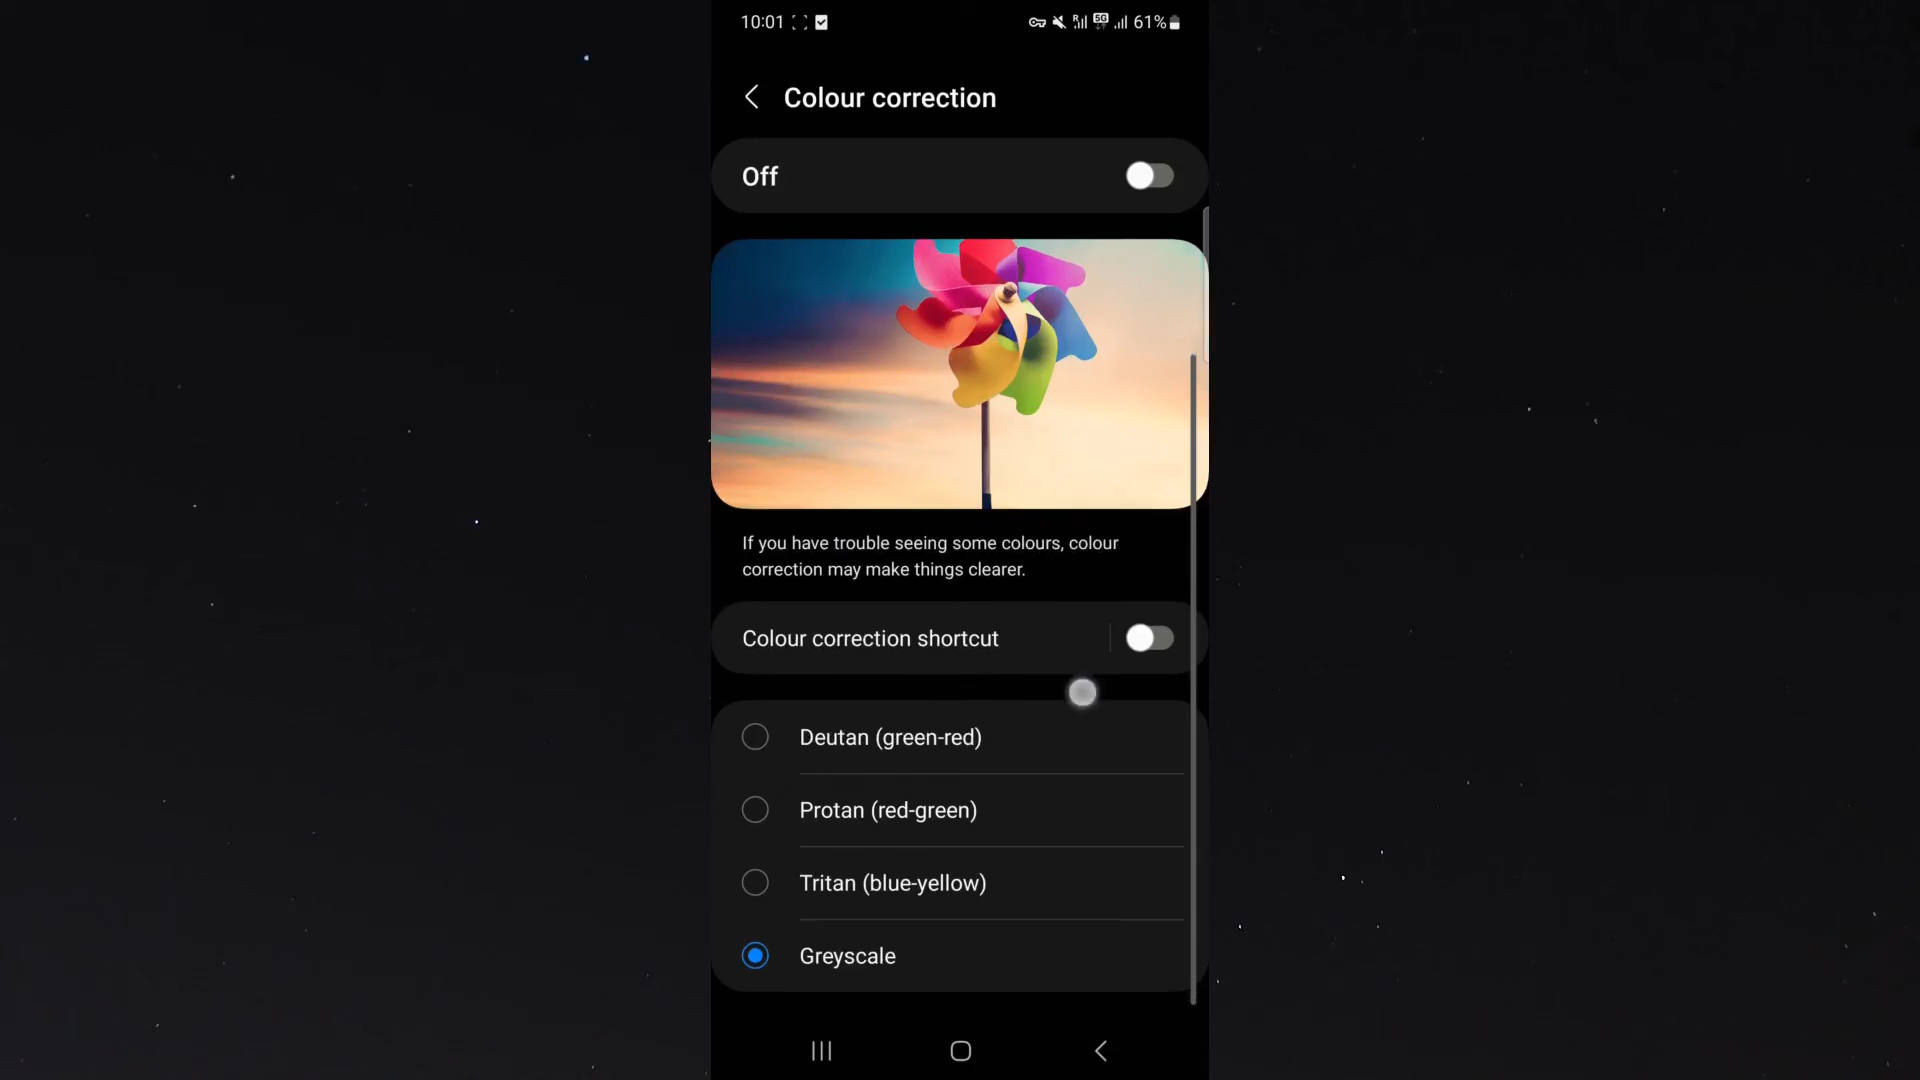 10:01
5G
61%
Colour correction
Off
If you have trouble seeing some colours, colour
correction may make things clearer.
Colour correction shortcut
Deutan (green-red)
Protan (red-green)
Tritan (blue-yellow)
Greyscale